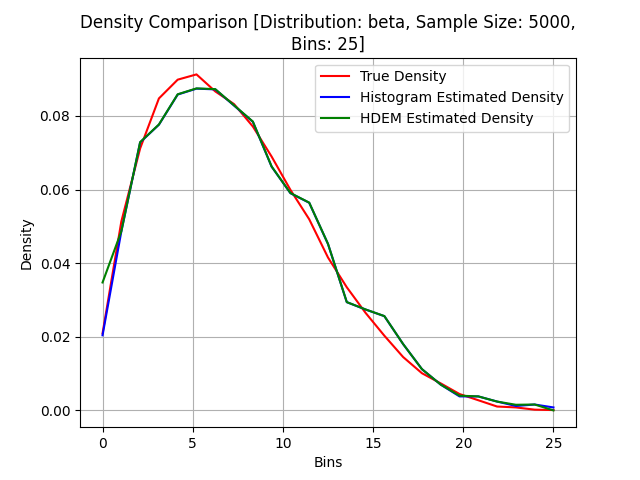 Density Comparison [Distribution: beta, Sample Size: 5000,
Bins: 25]
True Density
Histogram Estimated Density
HDEM Estimated Density
Density
0.08
0.06
0.04
0.02
0.00
0 5 10 15 20 25
Bins